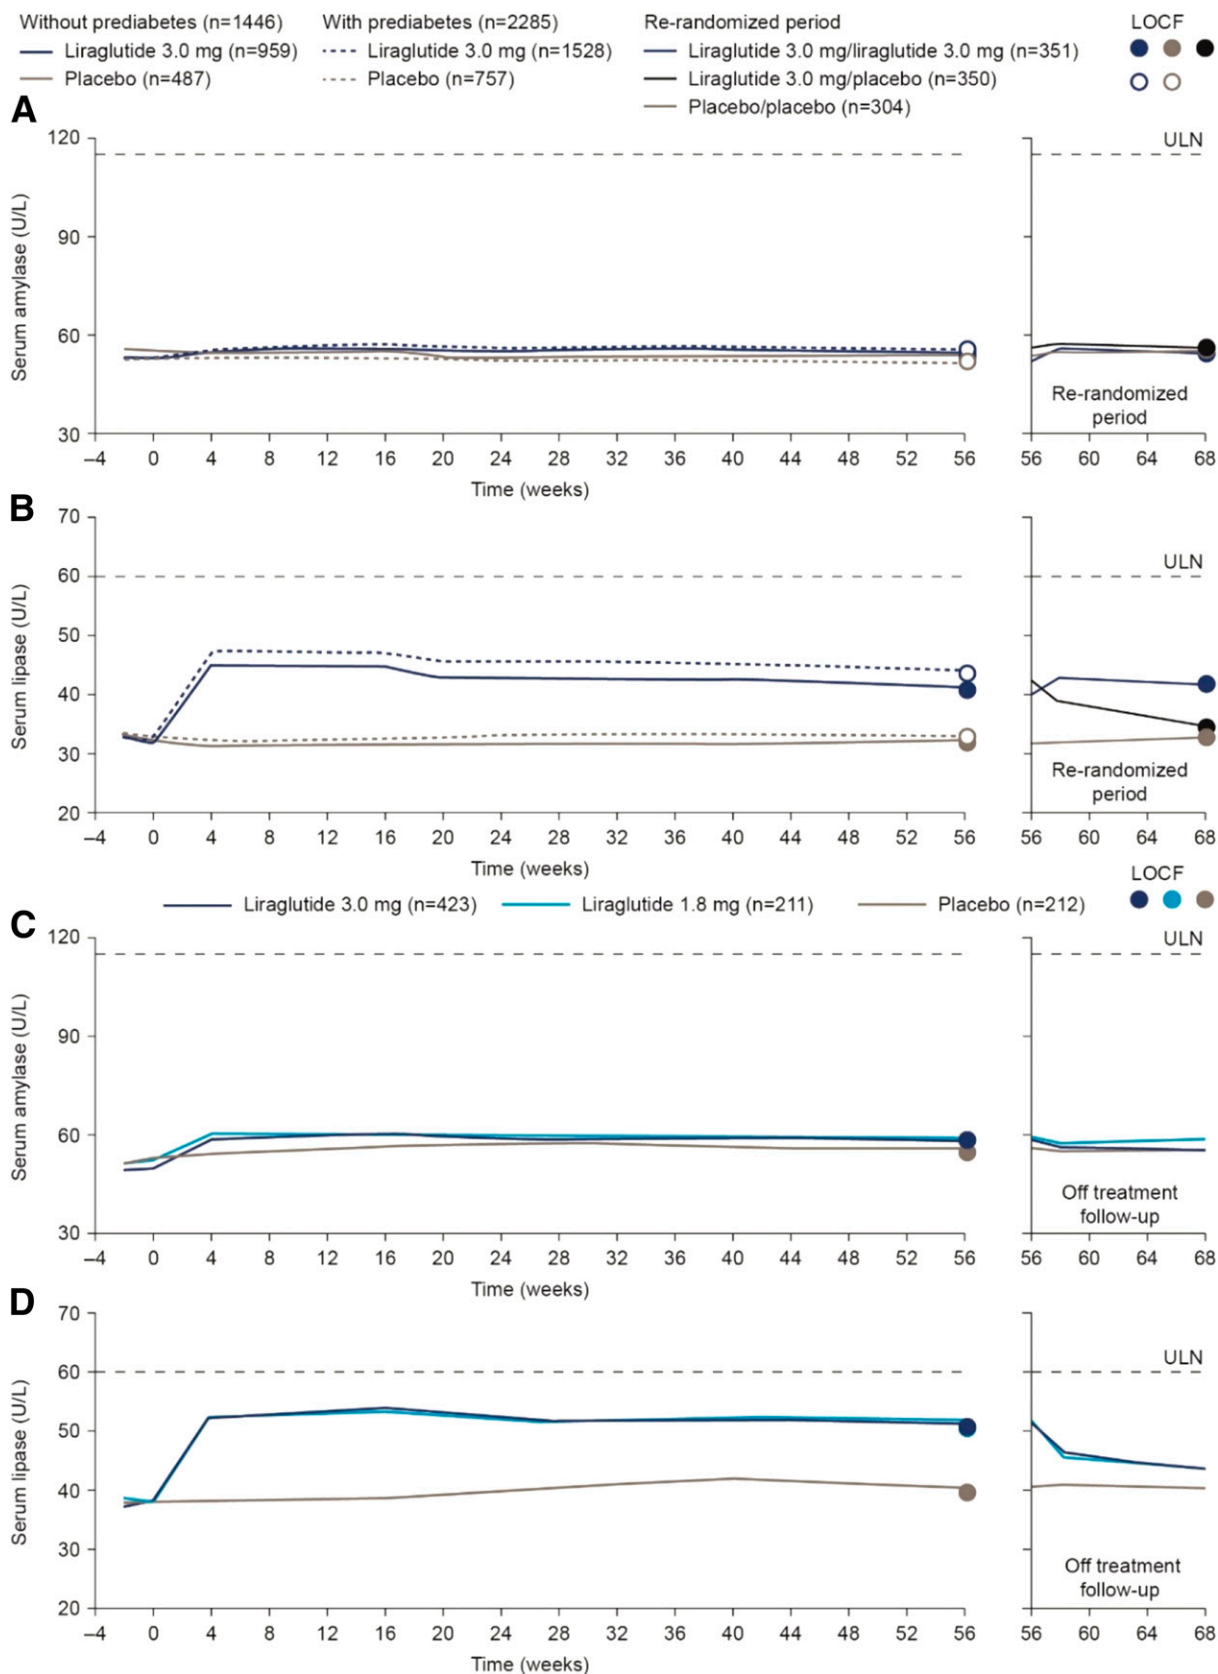 Without prediabetes (n=1446) With prediabetes (n=2285) Re-randomized period LOCF
Liraglutide 3.0 mg (n=959) Liraglutide 3.0 mg (n=1528) Liraglutide 3.0 mg/liraglutide 3.0 mg (n=351)
Placebo (n=487) Placebo (n=757) Liraglutide 3.0 mg/placebo (n=350)
Placebo/placebo (n=304)
A
Serum amylase (U/L)
120
90
60
30
ULN
Re-randomized
period
–4 0 4 8 12 16 20 24 28 32 36 40 44 48 52 56 56 60 64 68
Time (weeks)
B
Serum lipase (U/L)
70
60
50
40
30
20
ULN
Re-randomized
period
–4 0 4 8 12 16 20 24 28 32 36 40 44 48 52 56 56 60 64 68
Time (weeks)
LOCF
Liraglutide 3.0 mg (n=423) Liraglutide 1.8 mg (n=211) Placebo (n=212)
C
Serum amylase (U/L)
120
90
60
30
ULN
Off treatment
follow-up
–4 0 4 8 12 16 20 24 28 32 36 40 44 48 52 56 56 60 64 68
Time (weeks)
D
Serum lipase (U/L)
70
60
50
40
30
20
ULN
Off treatment
follow-up
–4 0 4 8 12 16 20 24 28 32 36 40 44 48 52 56 56 60 64 68
Time (weeks)